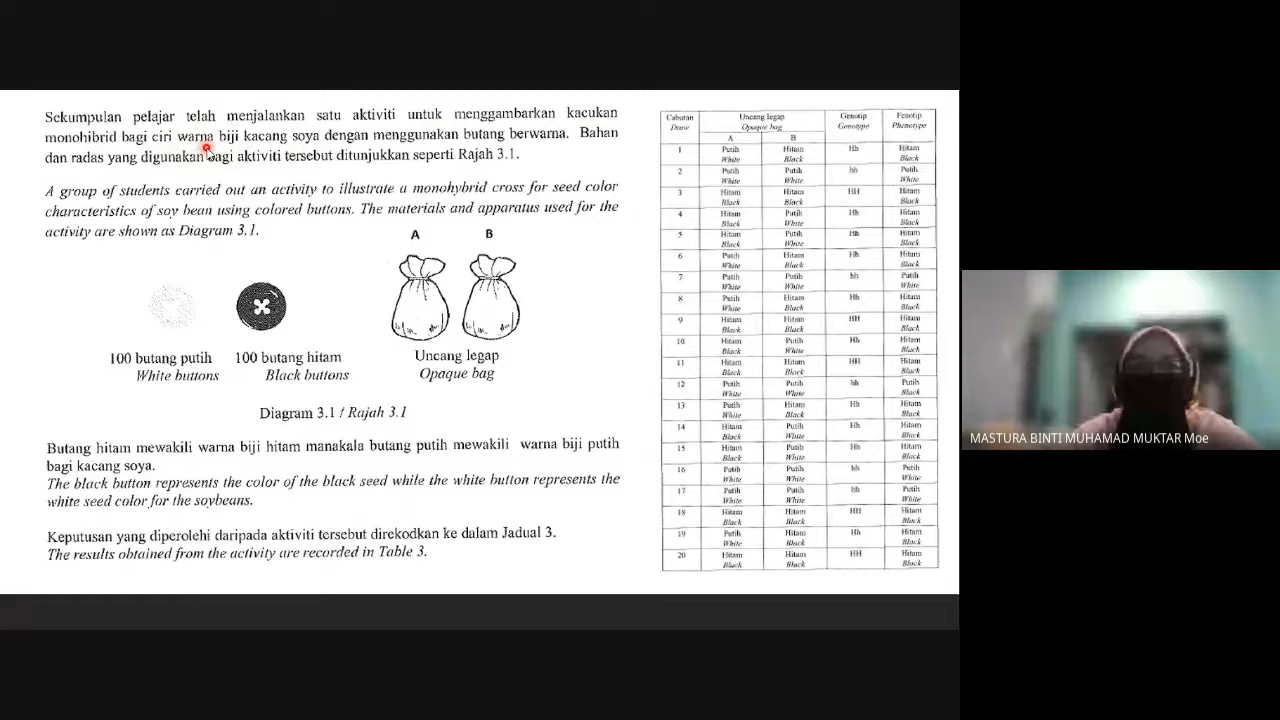 Sekumpulan pelajar telah menjalankan satu aktiviti untuk menggambarkan kacukan
monohibrid bagi ciri warna biji kacang soya dengan menggunakan butang berwarna. Bahan
dan radas yang digunakan bagi aktiviti tersebut ditunjukkan seperti Rajah 3.1.
A group of students carried out an activity to illustrate a monohybrid cross for seed color
characteristics of soy bean using colored buttons. The materials and apparatus used for the
activity are shown as Diagram 3.1.
A B
100 butang putih 100 butang hitam Uncang legap
White buttons Black buttons Opaque bag
Diagram 3.1 / Rajah 3.1
Butang hitam mewakili warna biji hitam manakala butang putih mewakili warna biji putih
bagi kacang soya.
The black button represents the color of the black seed while the white button represents the
white seed color for the soybeans.
Keputusan yang diperolehi daripada aktiviti tersebut direkodkan ke dalam Jadual 3.
The results obtained from the activity are recorded in Table 3.
Cabutan Uncang legap Genotip Fenotip
Draw Opaque bag Genotype Phenotype
A B
1 Putih Hitam Hh Hitam
White Black Black
2 Putih Putih hh Putih
White White White
3 Hitam Hitam HH Hitam
Black Black Black
4 Hitam Putih Hh Hitam
Black White Black
5 Hitam Putih Hh Hitam
Black White Black
6 Putih Hitam Hh Hitam
White Black Black
7 Putih Putih hh Putih
White White White
8 Putih Hitam Hh Hitam
White Black Black
9 Hitam Hitam HH Hitam
Black Black Black
10 Hitam Putih Hh Hitam
Black White Black
11 Hitam Hitam HH Hitam
Black Black Black
12 Putih Putih hh Putih
White White Black
13 Putih Hitam Hh Hitam
White Black Black
14 Hitam Putih Hh Hitam
Black White Black
15 Hitam Putih Hh Hitam
Black White Black
16 Putih Putih hh Putih
White White White
17 Putih Putih hh Putih
White White White
18 Hitam Hitam HH Hitam
Black Black Black
19 Putih Hitam Hh Hitam
White Black Black
20 Hitam Hitam HH Hitam
Black Black Black
MASTURA BINTI MUHAMAD MUKTAR Moe